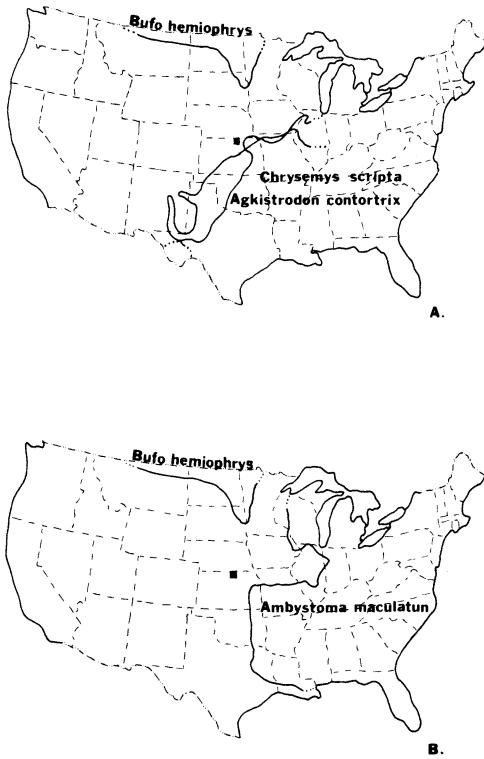 Bufo hemiophrys
Chrysemys scripta
Agkistrodon contortrix
A.
Bufo hemiophrys
Ambystoma maculatun
B.